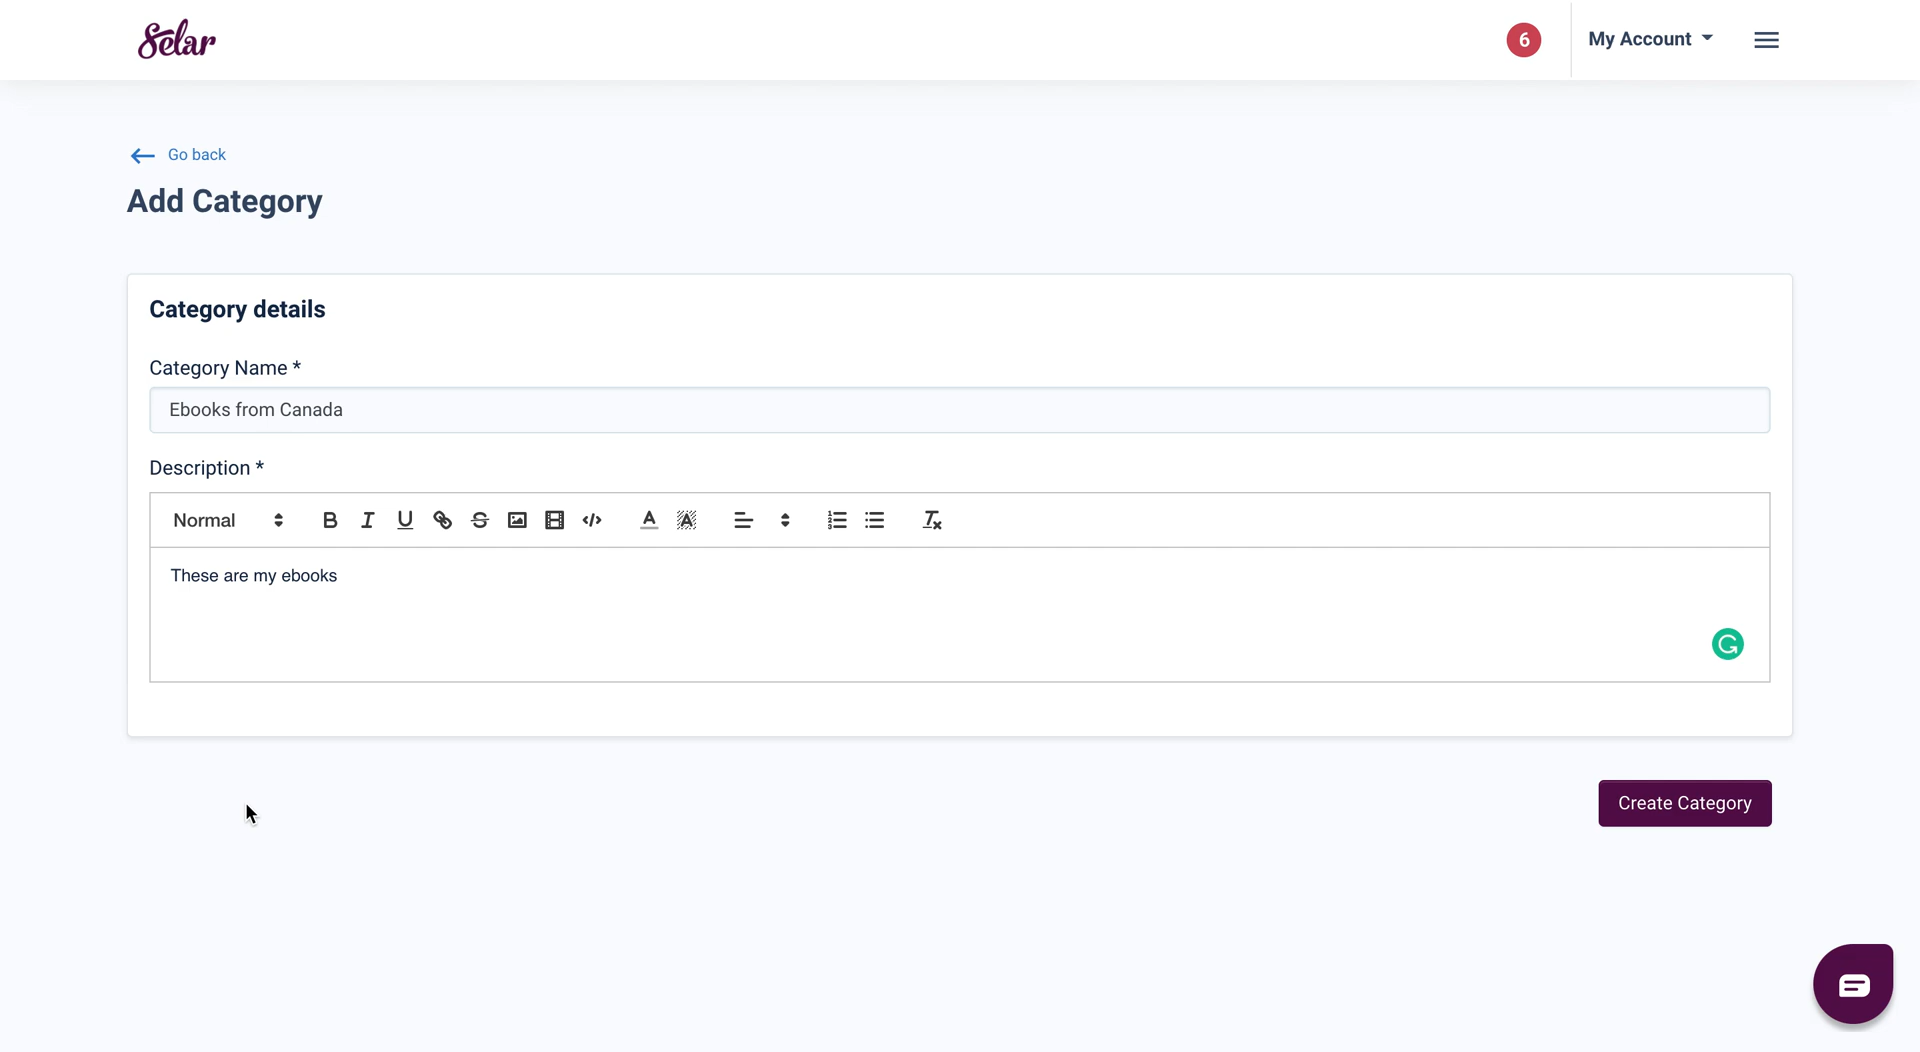 Selar
6
My Account
Go back
Add Category
Category details
Category Name *
Ebooks from Canada
Description *
Normal
These are my ebooks
Create Category